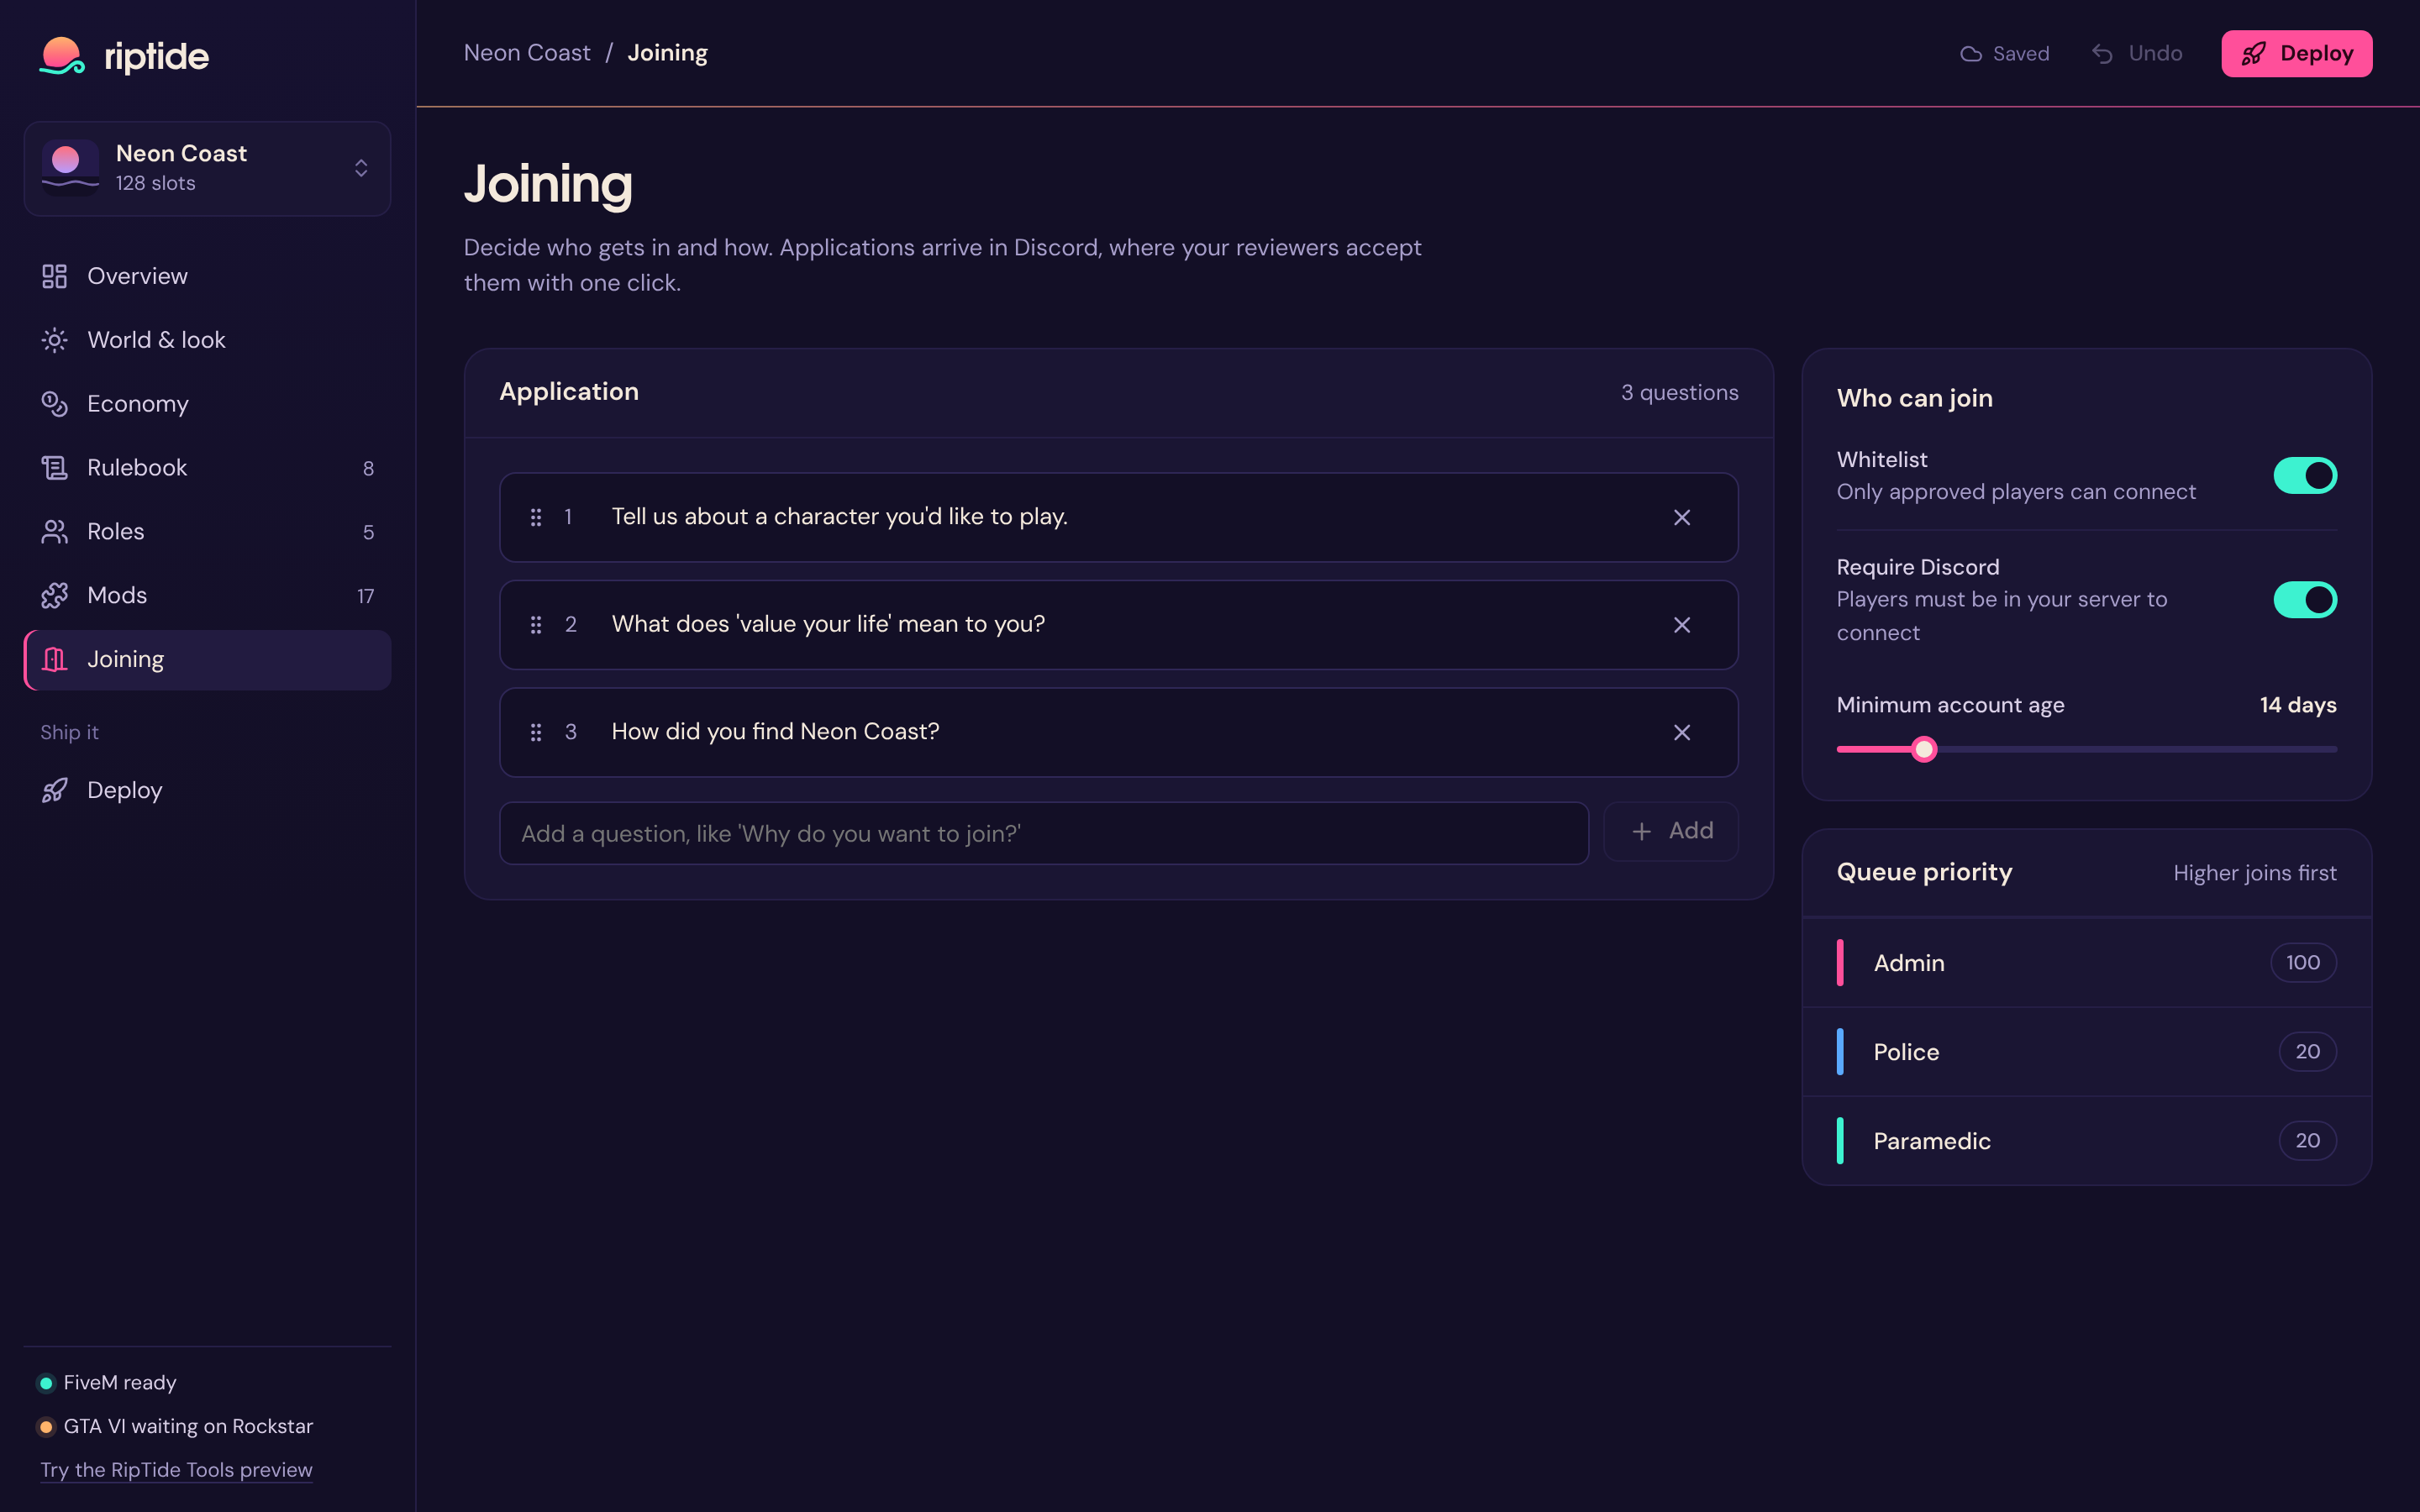 riptide
Neon Coast
128 slots
Overview
World & look
Economy
Rulebook 8
Roles 5
Mods 17
Joining
Ship it
Deploy
FiveM ready
GTA VI waiting on Rockstar
Try the RipTide Tools preview
Neon Coast / Joining
Saved
Undo
Deploy
Joining
Decide who gets in and how. Applications arrive in Discord, where your reviewers accept
them with one click.
Application 3 questions
1 Tell us about a character you'd like to play.
2 What does 'value your life' mean to you?
3 How did you find Neon Coast?
Add a question, like 'Why do you want to join?'
Add
Who can join
Whitelist
Only approved players can connect
Require Discord
Players must be in your server to
connect
Minimum account age 14 days
Queue priority Higher joins first
Admin 100
Police 20
Paramedic 20